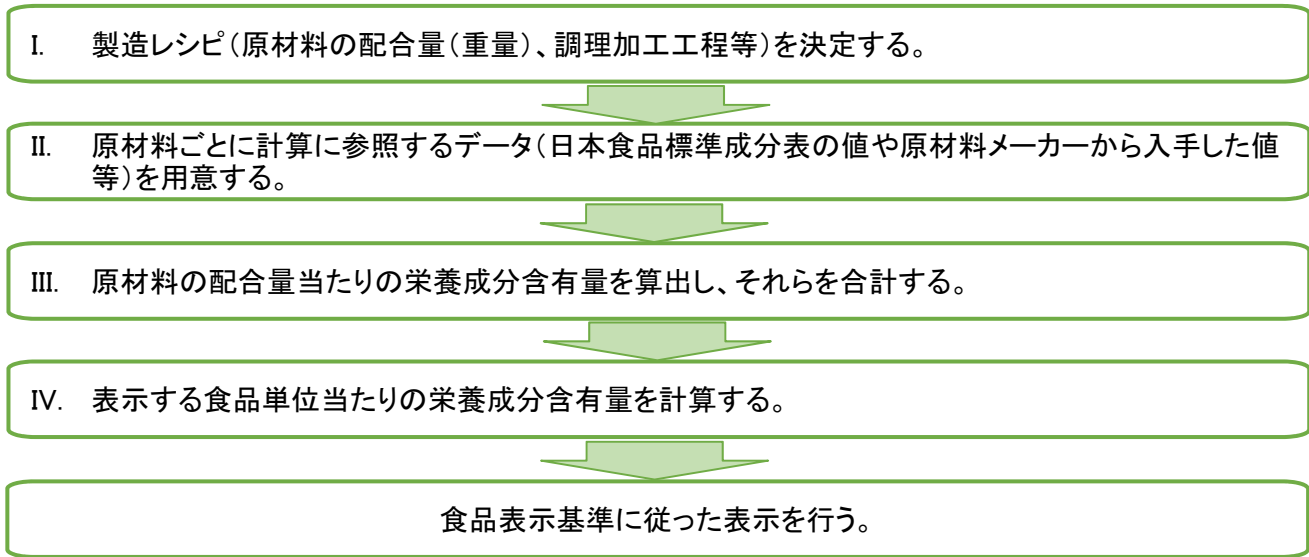 I. 製造レシピ(原材料の配合量(重量)、調理加工工程等)を決定する。
II. 原材料ごとに計算に参照するデータ(日本食品標準成分表の値や原材料メーカーから入手した値
等)を用意する。
III. 原材料の配合量当たりの栄養成分含有量を算出し、それらを合計する。
IV. 表示する食品単位当たりの栄養成分含有量を計算する。
食品表示基準に従った表示を行う。